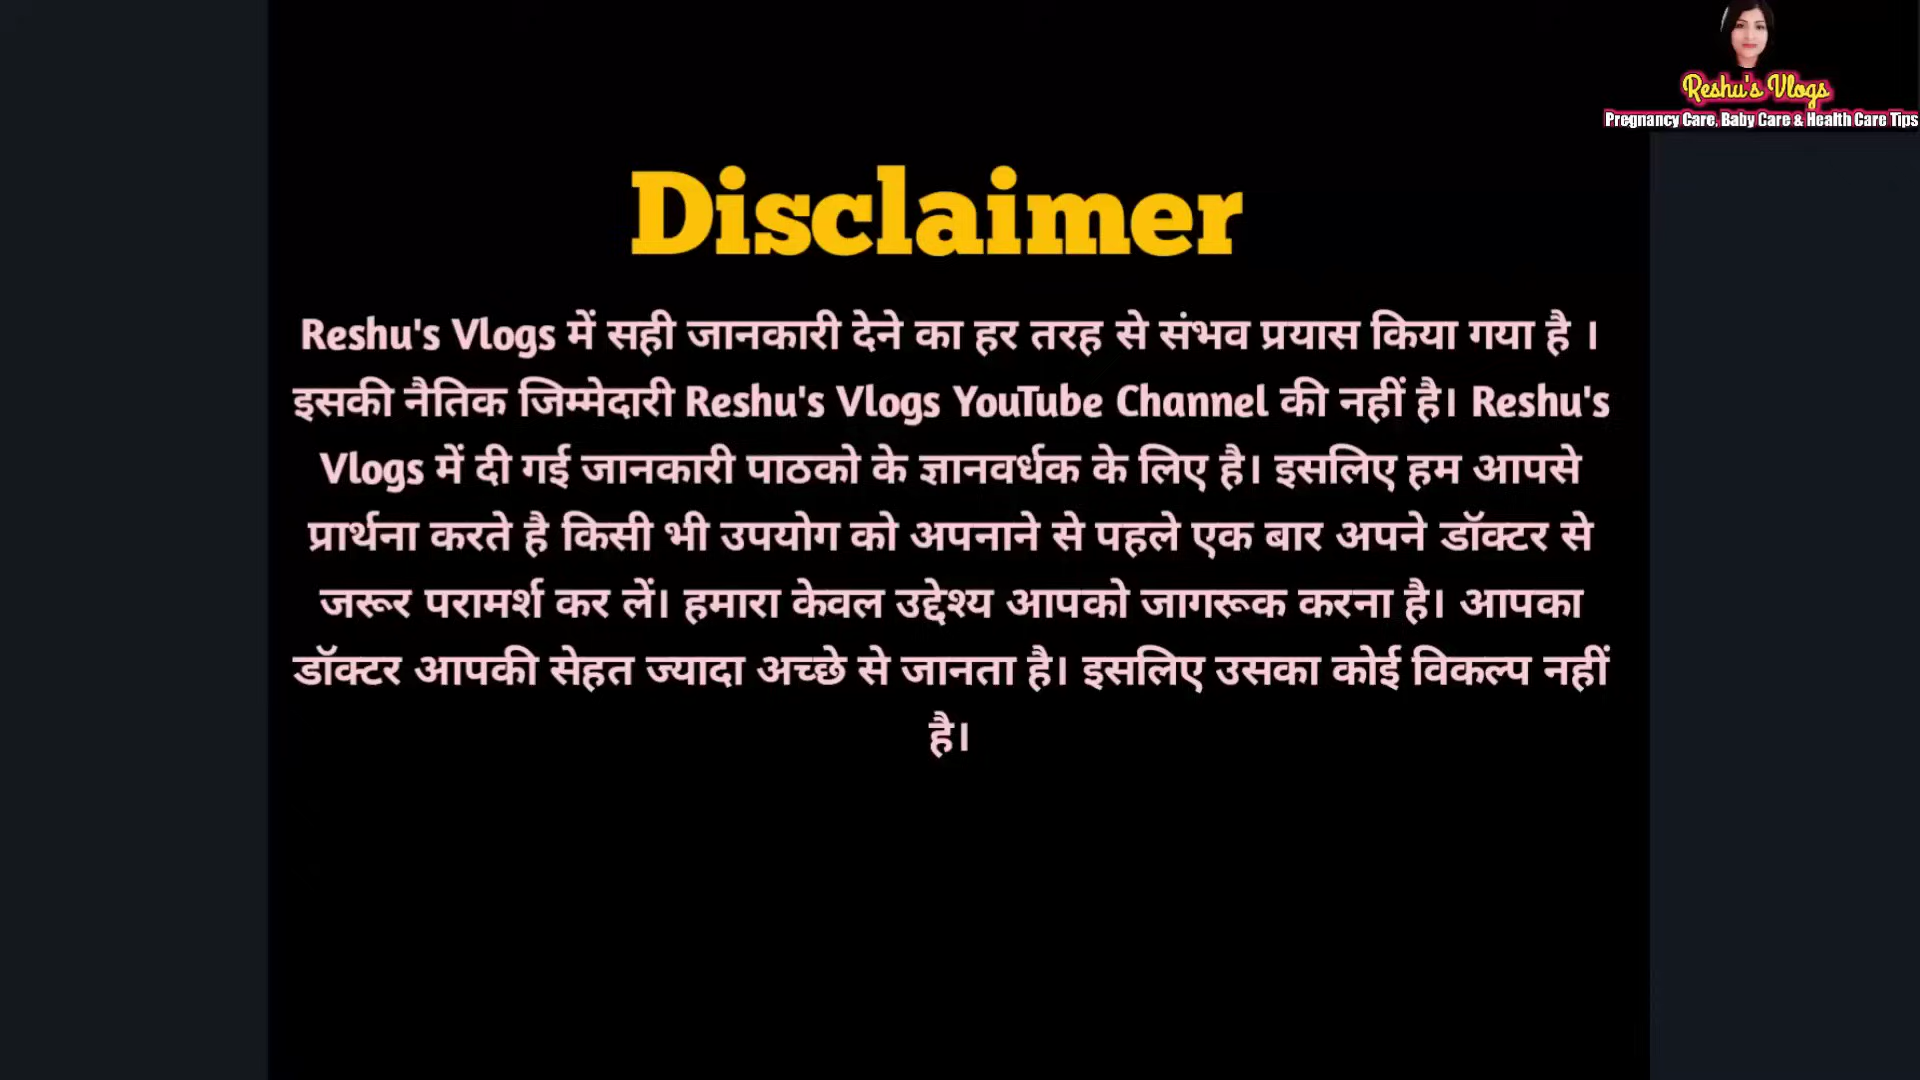 Reshu's Vlogs
Pregnancy Care, Baby Care & Health Care Tips
Disclaimer
Reshu's Vlogs में सही जानकारी देने का हर तरह से संभव प्रयास किया गया है ।
इसकी नैतिक जिम्मेदारी Reshu's Vlogs YouTube Channel की नहीं है। Reshu's
Vlogs में दी गई जानकारी पाठको के ज्ञानवर्धक के लिए है। इसलिए हम आपसे
प्रार्थना करते है किसी भी उपयोग को अपनाने से पहले एक बार अपने डॉक्टर से
जरूर परामर्श कर लें। हमारा केवल उद्देश्य आपको जागरूक करना है। आपका
डॉक्टर आपकी सेहत ज्यादा अच्छे से जानता है। इसलिए उसका कोई विकल्प नहीं
है।